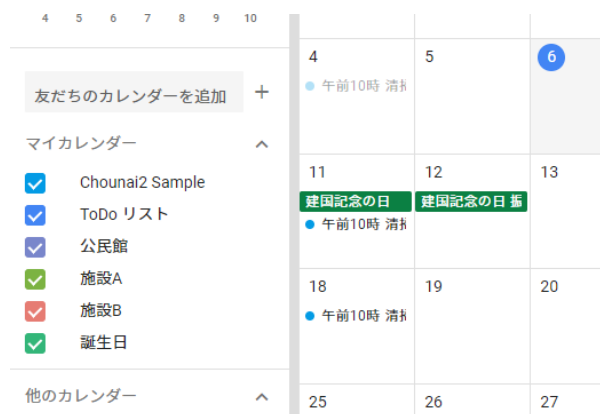 4 5 6 7 8 9 10
友だちのカレンダーを追加
マイカレンダー
Chounai2 Sample
ToDo リスト
公民館
施設A
施設B
誕生日
他のカレンダー
4 5 6
午前10時
11 12 13
建国記念の日 建国記念の日 振
午前10時
18 19 20
午前10時
25 26 27